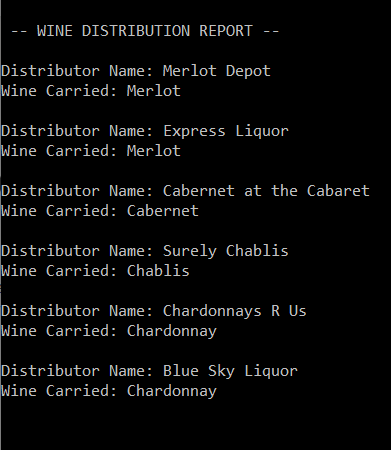 -- WINE DISTRIBUTION REPORT --
Distributor Name: Merlot Depot
Wine Carried: Merlot
Distributor Name: Express Liquor
Wine Carried: Merlot
Distributor Name: Cabernet at the Cabaret
Wine Carried: Cabernet
Distributor Name: Surely Chablis
Wine Carried: Chablis
Distributor Name: Chardonnays R Us
Wine Carried: Chardonnay
Distributor Name: Blue Sky Liquor
Wine Carried: Chardonnay